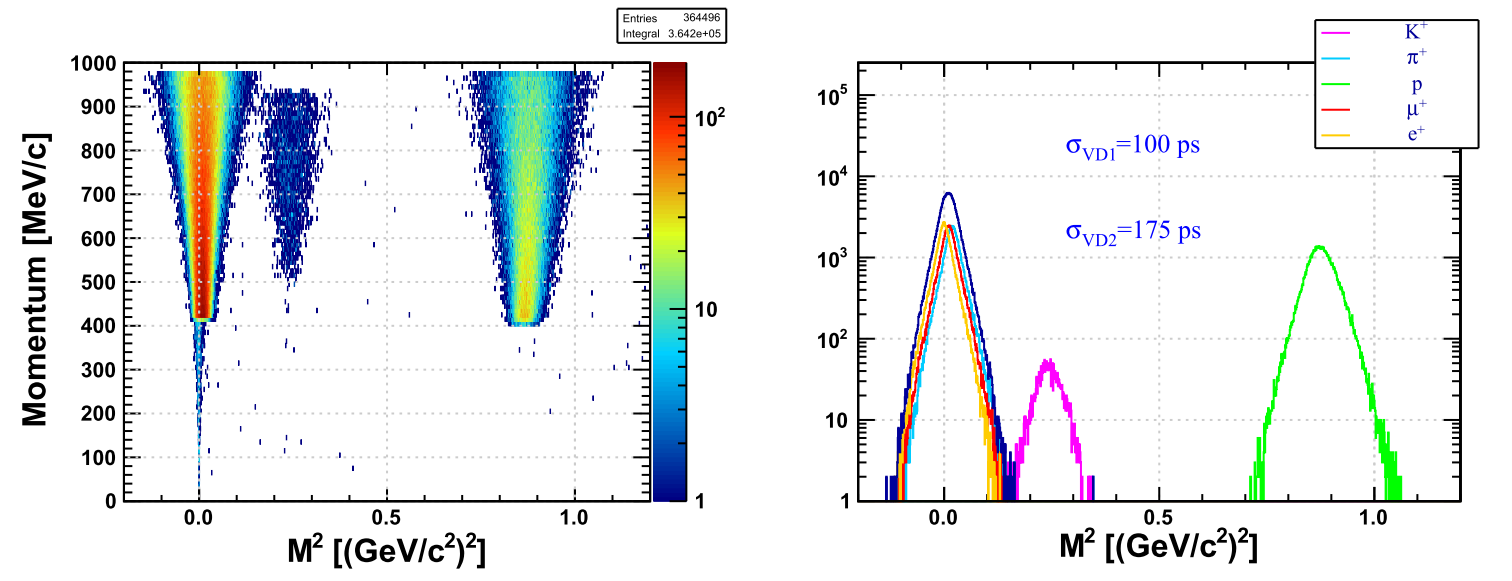 Entries 364496
Integral 3.642e+05
Momentum [MeV/c]
1000
900
800
700
600
500
400
300
200
100
0
0.0 0.5 1.0
M² [(GeV/c²)²]
10²
10
1
K⁺
π⁺
p
μ⁺
e⁺
σ_VD1=100 ps
σ_VD2=175 ps
10⁵
10⁴
10³
10²
10
1
0.0 0.5 1.0
M² [(GeV/c²)²]